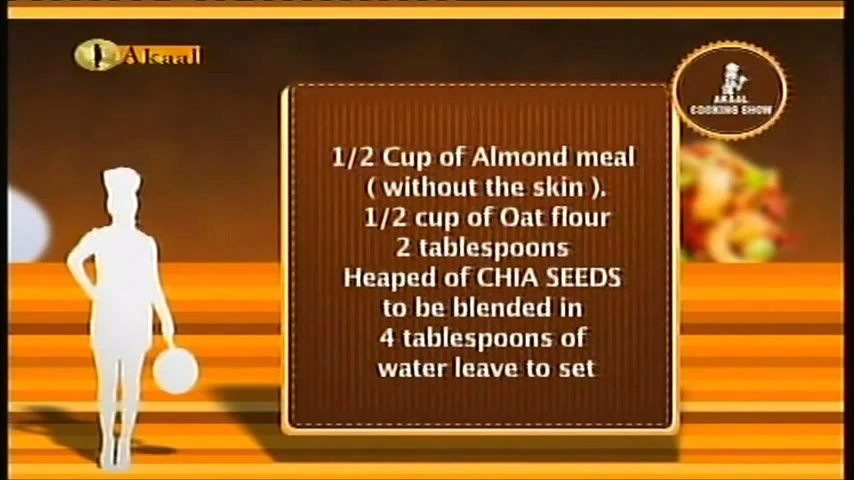 Akaal
AKAAL
COOKING SHOW
1/2 Cup of Almond meal
( without the skin ).
1/2 cup of Oat flour
2 tablespoons
Heaped of CHIA SEEDS
to be blended in
4 tablespoons of
water leave to set